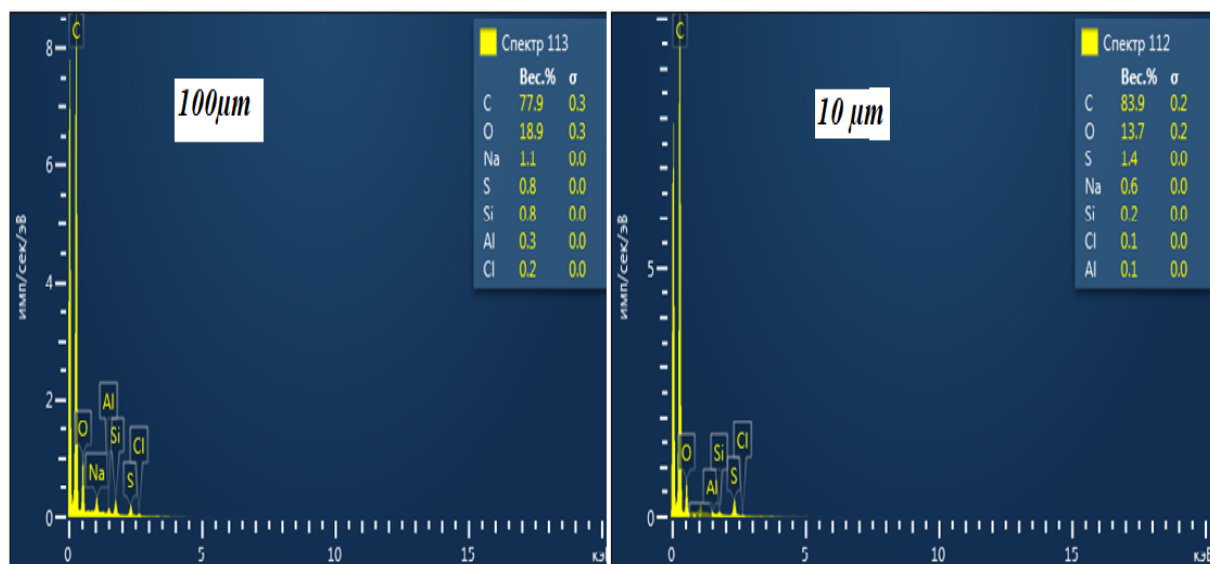 Спектр 113
Вес.% σ
C 77.9 0.3
O 18.9 0.3
Na 1.1 0.0
S 0.8 0.0
Si 0.8 0.0
Al 0.3 0.0
Cl 0.2 0.0
100µm
C
8
6
4
2
0
имп/сек/эВ
O
Na
Al
Si
S
Cl
0 5 10 15 кэВ
Спектр 112
Вес.% σ
C 83.9 0.2
O 13.7 0.2
S 1.4 0.0
Na 0.6 0.0
Si 0.2 0.0
Cl 0.1 0.0
Al 0.1 0.0
10 µm
C
5
0
имп/сек/эВ
O
Al
Si
S
Cl
0 5 10 15 кэВ